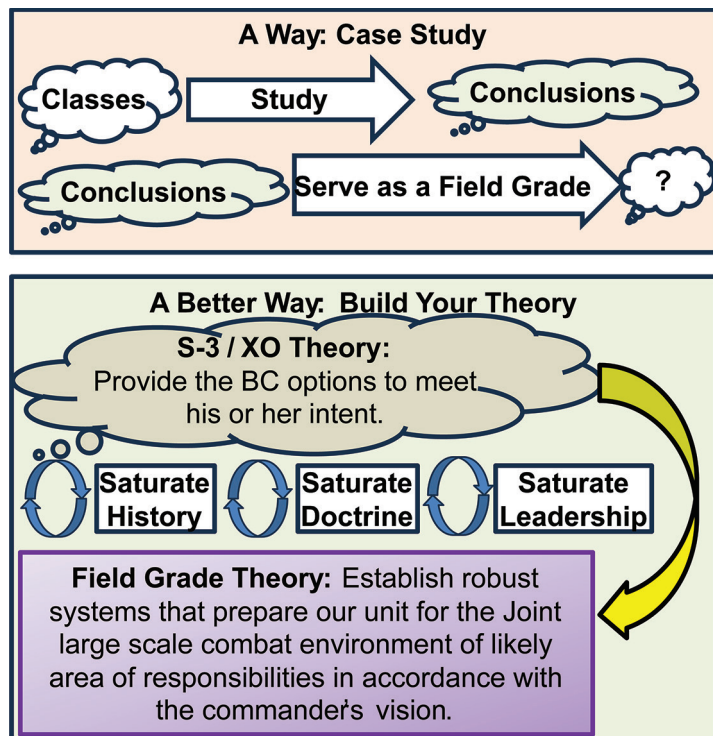 A Way: Case Study
Classes
Study
Conclusions
Conclusions
Serve as a Field Grade
?
A Better Way:  Build Your Theory
S-3 / XO Theory:
Provide the BC options to meet
his or her intent.
Saturate
History
Saturate
Doctrine
Saturate
Leadership
Field Grade Theory: Establish robust
systems that prepare our unit for the Joint
large scale combat environment of likely
area of responsibilities in accordance with
the commander's vision.